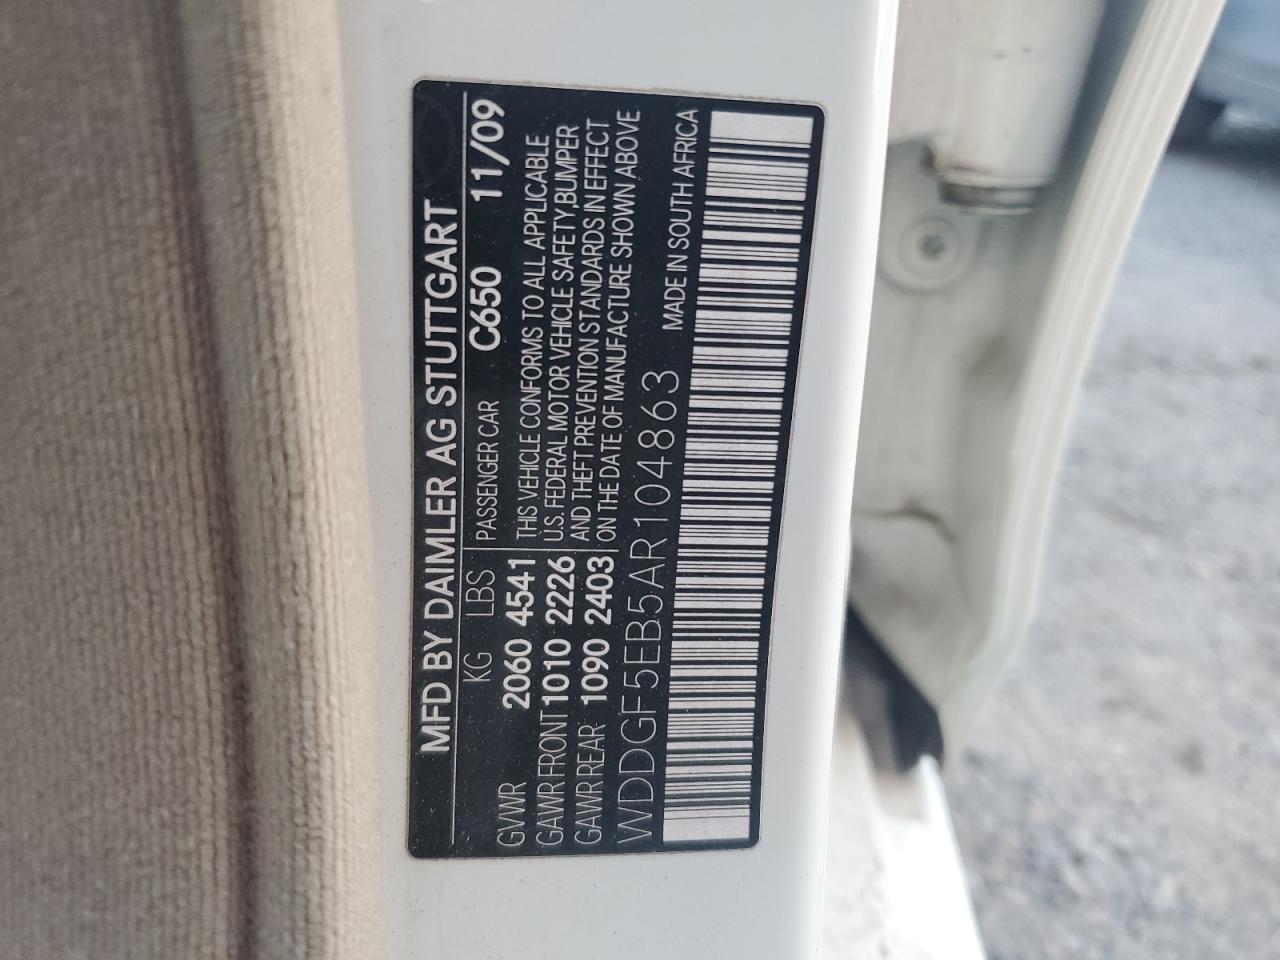 MFD BY DAIMLER AG STUTTGART
KG LBS PASSENGER CAR C650 11/09
GVWR 2060 4541
GAWR FRONT 1010 2226
GAWR REAR 1090 2403
THIS VEHICLE CONFORMS TO ALL APPLICABLE
U.S. FEDERAL MOTOR VEHICLE SAFETY,BUMPER
AND THEFT PREVENTION STANDARDS IN EFFECT
ON THE DATE OF MANUFACTURE SHOWN ABOVE
WDDGF5EB5AR104863 MADE IN SOUTH AFRICA